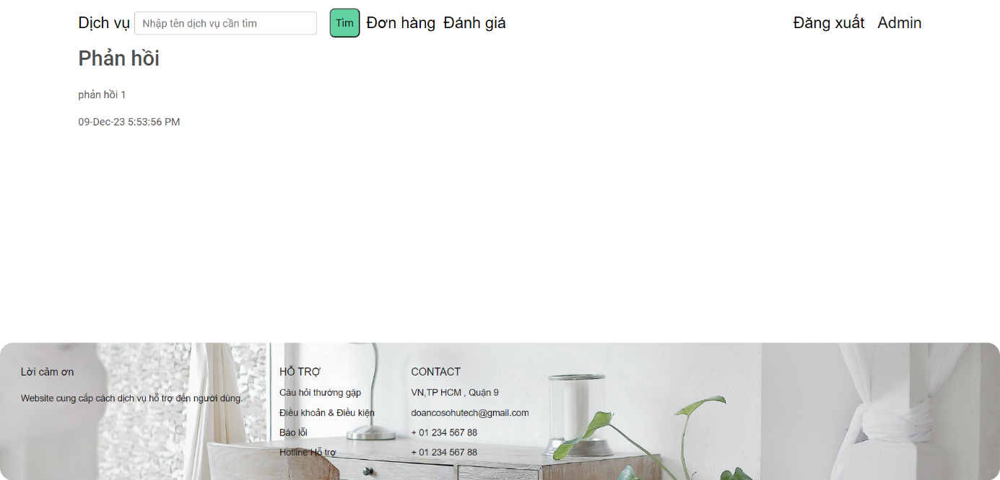 Dịch vụ Nhập tên dịch vụ cần tìm Tìm Đơn hàng Đánh giá Đăng xuất Admin
Phản hồi
phản hồi 1
09-Dec-23 5:53:56 PM
Lời cảm ơn
Website cung cấp cách dịch vụ hỗ trợ đến người dùng.
HỖ TRỢ
Câu hỏi thường gặp
Điều khoản & Điều kiện
Báo lỗi
Hotline Hỗ trợ
CONTACT
VN,TP HCM , Quận 9
doancosohutech@gmail.com
+ 01 234 567 88
+ 01 234 567 88